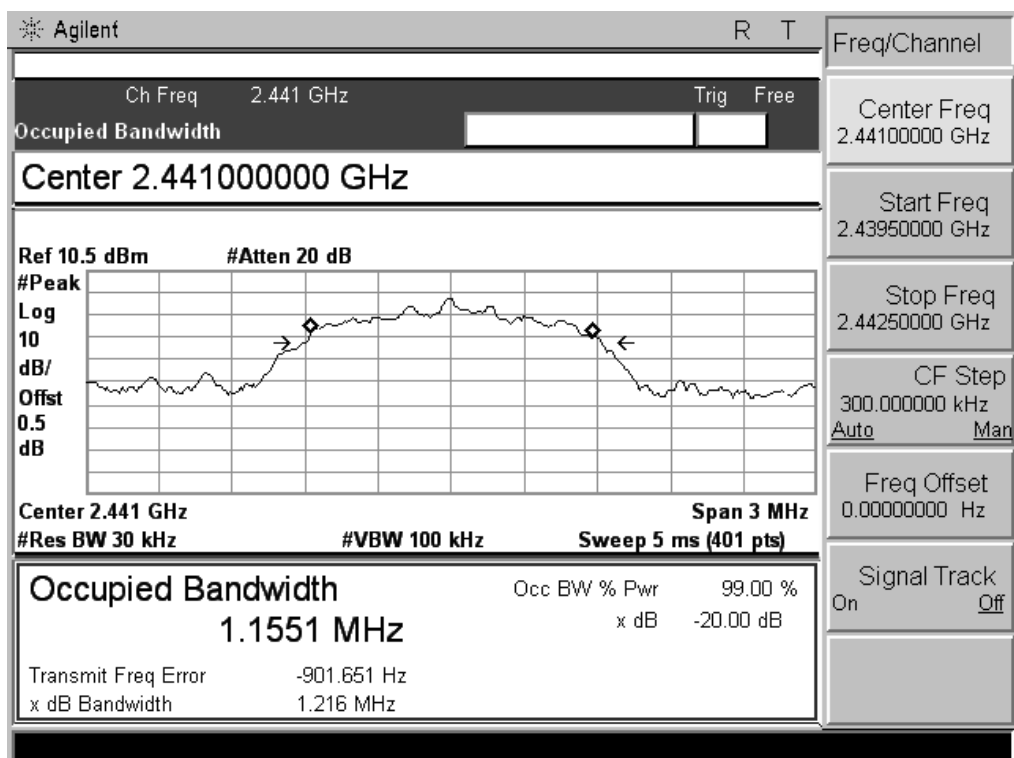 Agilent R T
Ch Freq 2.441 GHz Trig Free
Occupied Bandwidth
Center 2.441000000 GHz
Ref 10.5 dBm #Atten 20 dB
#Peak
Log
10
dB/
Offst
0.5
dB
Center 2.441 GHz Span 3 MHz
#Res BW 30 kHz #VBW 100 kHz Sweep 5 ms (401 pts)
Occupied Bandwidth Occ BW % Pwr 99.00 %
1.1551 MHz x dB -20.00 dB
Transmit Freq Error -901.651 Hz
x dB Bandwidth 1.216 MHz
Freq/Channel
Center Freq
2.44100000 GHz
Start Freq
2.43950000 GHz
Stop Freq
2.44250000 GHz
CF Step
300.000000 kHz
Auto Man
Freq Offset
0.00000000 Hz
Signal Track
On Off